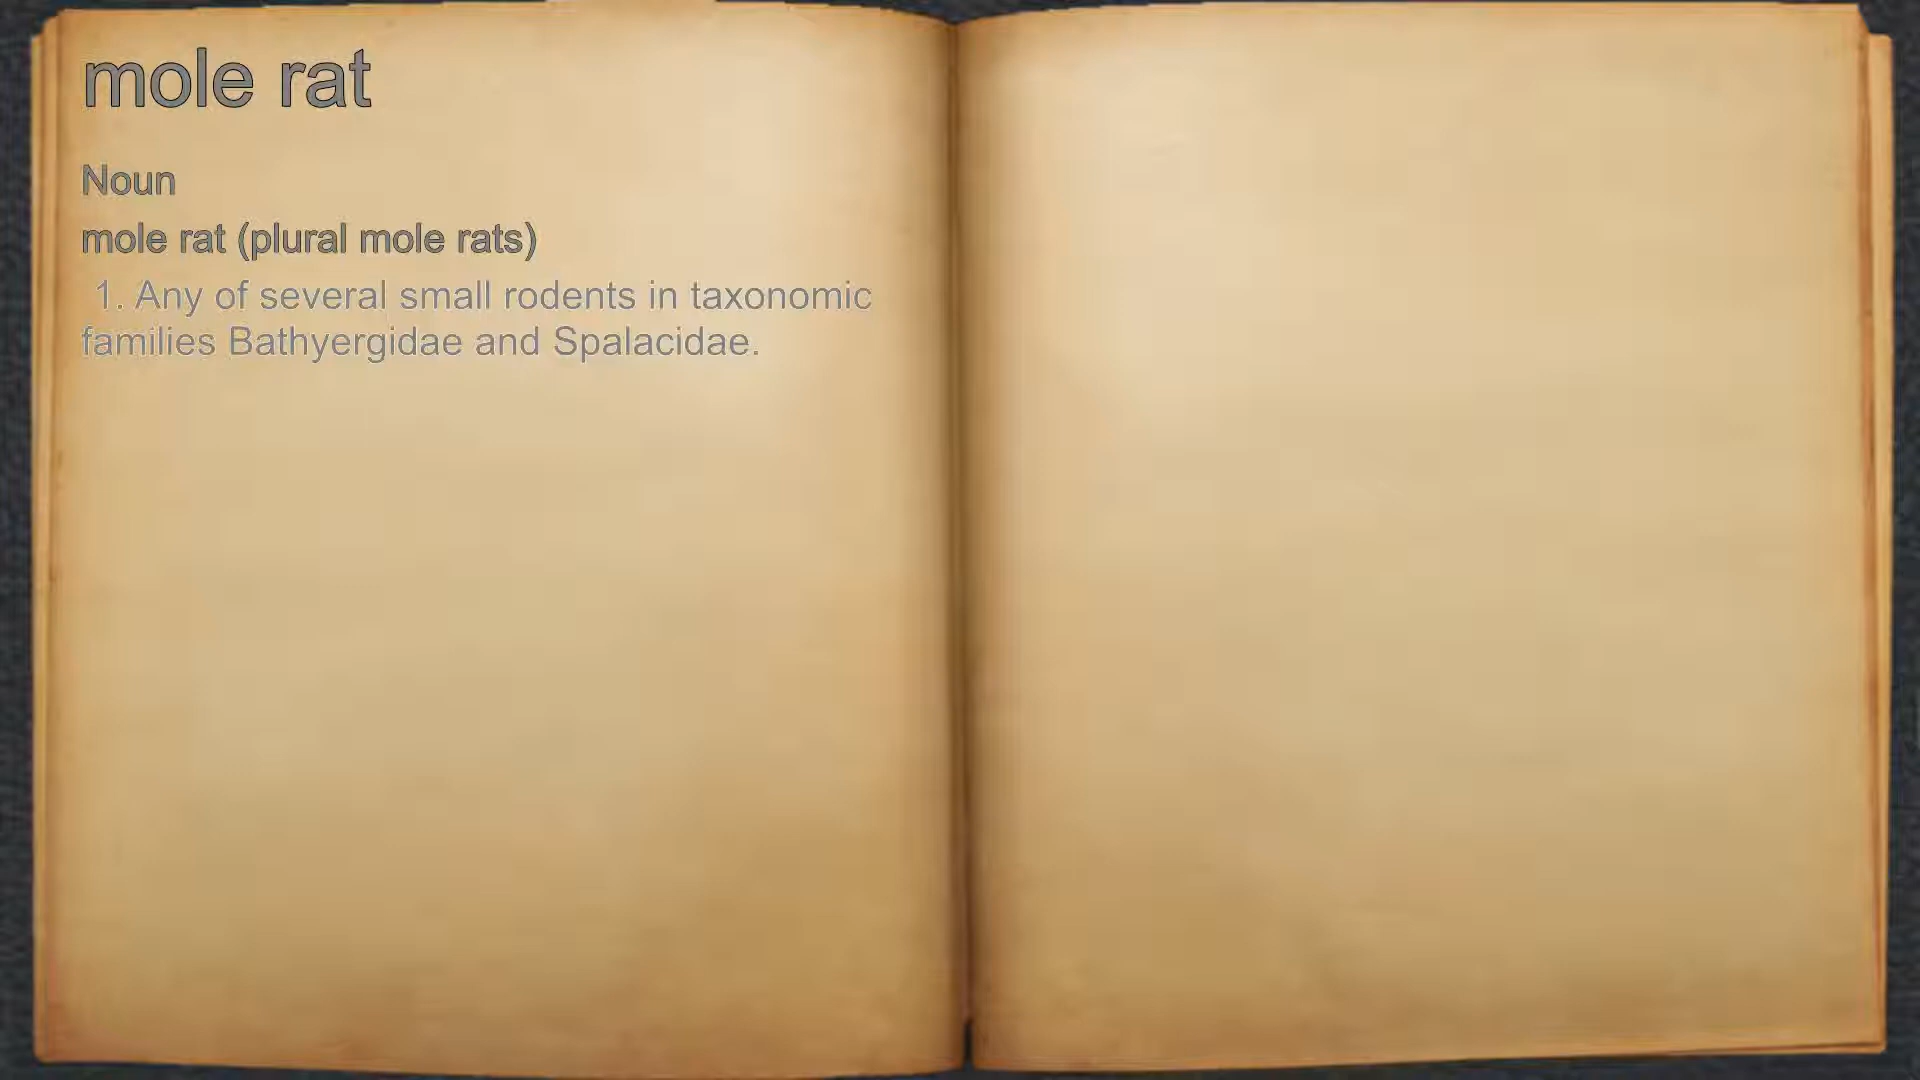 mole rat
Noun
mole rat (plural mole rats)
1. Any of several small rodents in taxonomic
families Bathyergidae and Spalacidae.